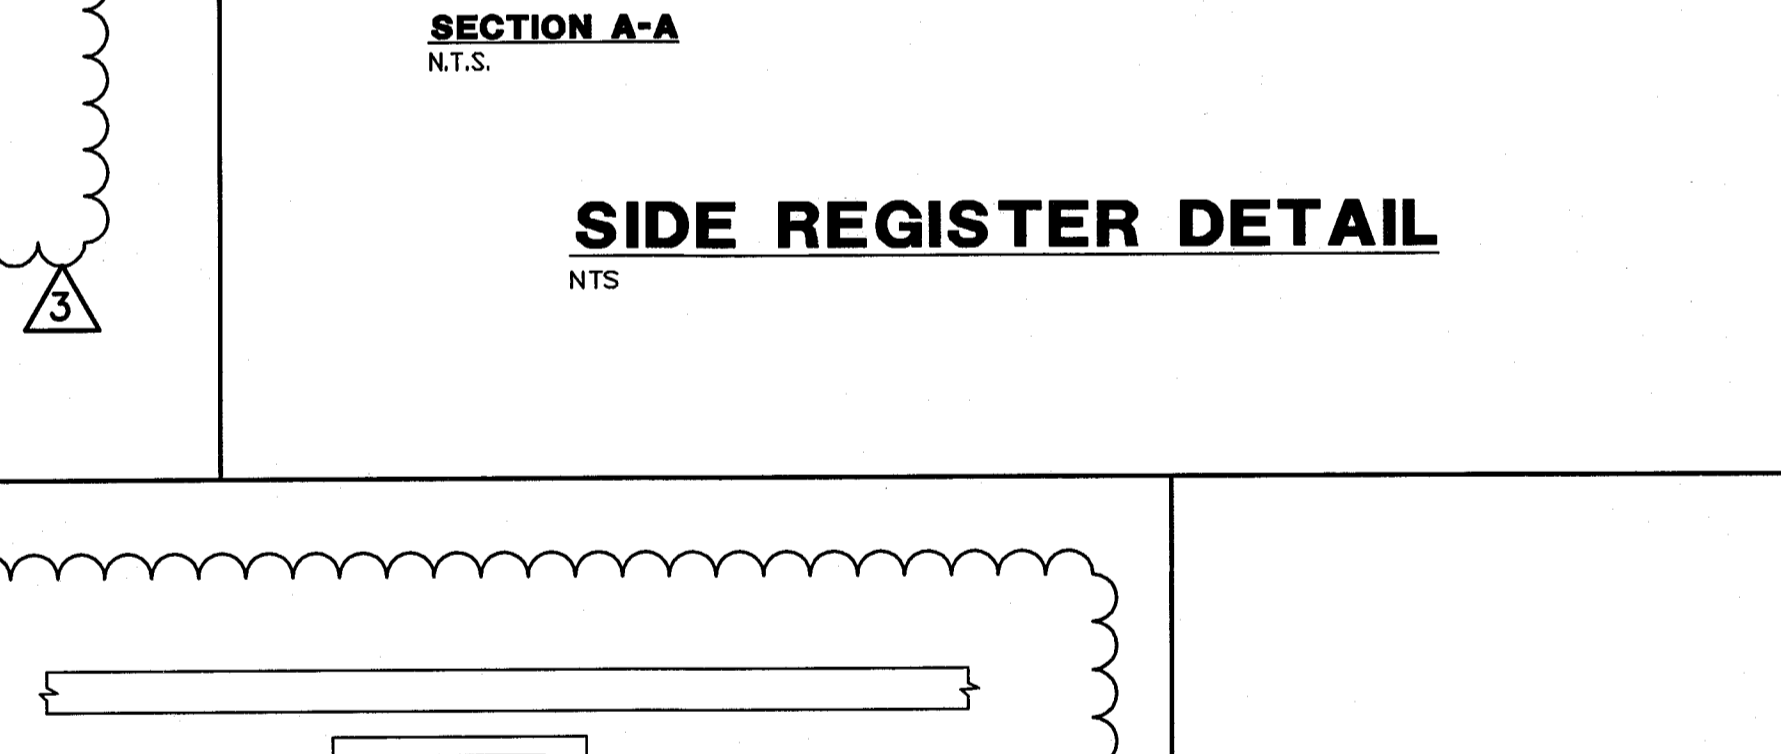 SECTION A-A
N.T.S.
SIDE REGISTER DETAIL
NTS
3